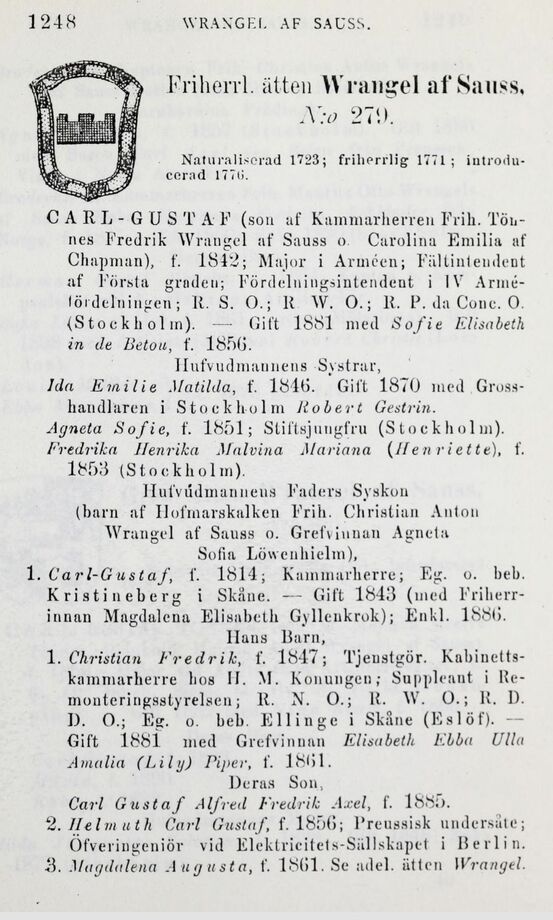 1248
WRANGEL AF SAUSS.
Friherrl. ätten Wrangel af Sauss,
N:o 279.
Naturaliserad 1723; friherrlig 1771; introdu-
cerad 1776.
CARL-GUSTAF (son af Kammarherren Frih. Tön-
nes Fredrik Wrangel af Sauss o. Carolina Emilia af
Chapman), f. 1842; Major i Arméen; Fältintendent
af Första graden; Fördelningsintendent i IV Armé-
fördelningen; R. S. O.; R. W. O.; R. P. da Conc. O.
(Stockholm). — Gift 1881 med Sofie Elisabeth
in de Betou, f. 1856.
Hufvudmannens Systrar,
Ida Emilie Matilda, f. 1846. Gift 1870 med Gross-
handlaren i Stockholm Robert Gestrin.
Agneta Sofie, f. 1851; Stiftsjungfru (Stockholm).
Fredrika Henrika Malvina Mariana (Henriette), f.
1853 (Stockholm).
Hufvudmannens Faders Syskon
(barn af Hofmarskalken Frih. Christian Anton
Wrangel af Sauss o. Grefvinnan Agneta
Sofia Löwenhielm),
1. Carl-Gustaf, f. 1814; Kammarherre; Eg. o. beb.
Kristineberg i Skåne. — Gift 1843 (med Friherr-
innan Magdalena Elisabeth Gyllenkrok); Enkl. 1886.
Hans Barn,
1. Christian Fredrik, f. 1847; Tjenstgör. Kabinetts-
kammarherre hos H. M. Konungen; Suppleant i Re-
monteringsstyrelsen; R. N. O.; R. W. O.; R. D.
D. O.; Eg. o. beb. Ellinge i Skåne (Eslöf). —
Gift 1881 med Grefvinnan Elisabeth Ebba Ulla
Amalia (Lily) Piper, f. 1861.
Deras Son,
Carl Gustaf Alfred Fredrik Axel, f. 1885.
2. Helmuth Carl Gustaf, f. 1856; Preussisk undersåte;
Öfveringeniör vid Elektricitets-Sällskapet i Berlin.
3. Magdalena Augusta, f. 1861. Se adel. ätten Wrangel.